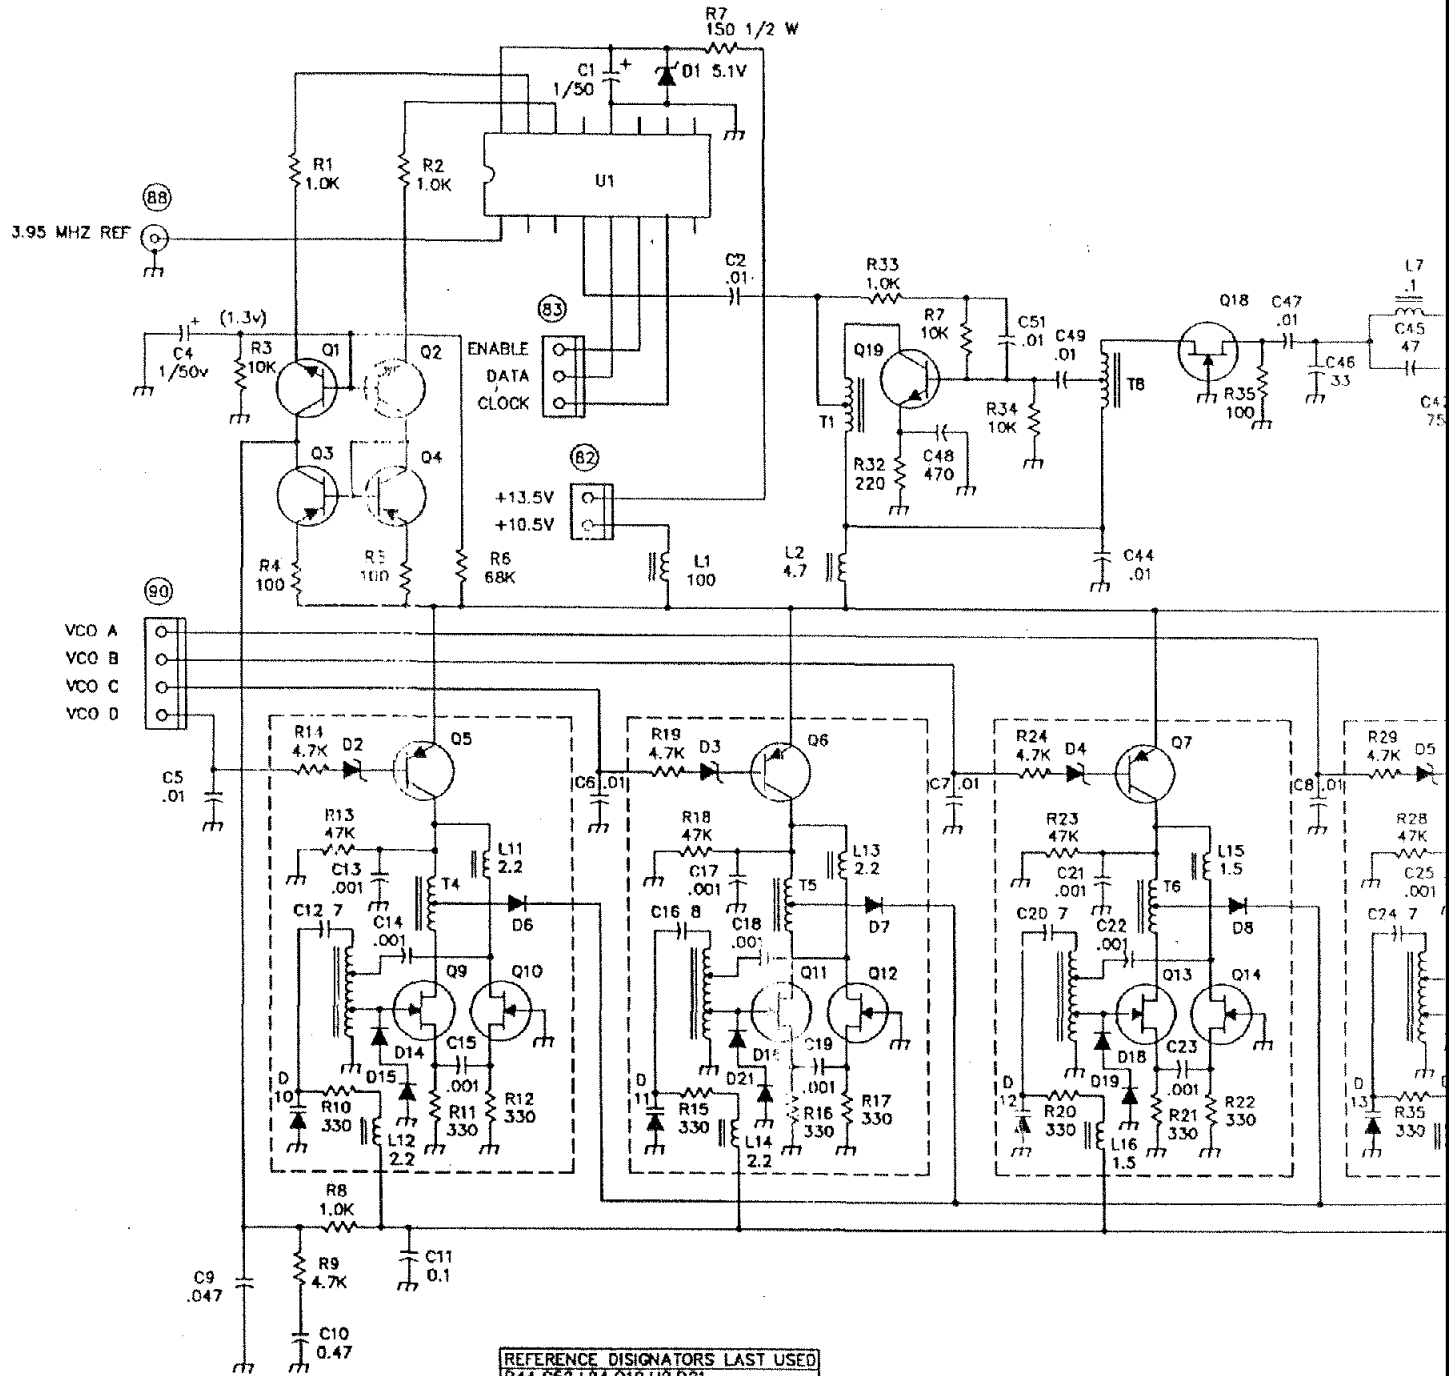 R7
150 1/2 W
C1
1/50
+
D1 5.1V
R1
1.0K
R2
1.0K
U1
88
3.95 MHZ REF
C2
.01
R33
1.0K
L7
.1
83
Q18
C47
.01
(1.3v)
+
C4
1/50v
R3
10K
Q1
Q2
ENABLE
DATA
CLOCK
R7
10K
C51
.01
C49
.01
C45
47
Q19
C46
33
T8
R35
100
T1
R34
10K
Q3
Q4
82
R32
220
C48
470
+13.5V
+10.5V
R4
100
R5
100
R6
68K
L1
100
L2
4.7
C44
.01
90
VCO A
VCO B
VCO C
VCO D
R14
4.7K
D2
Q5
R19
4.7K
D3
Q6
R24
4.7K
D4
Q7
R29
4.7K
D5
C5
.01
C6
.01
C7
.01
C8
.01
R13
47K
R18
47K
R23
47K
R28
47K
L11
2.2
L13
2.2
L15
1.5
C13
.001
C17
.001
C21
.001
C25
.001
T4
T5
T6
C12 7
C16 8
C20 7
C24 7
C14
.001
C18
.001
C22
.001
D6
D7
D8
Q9
Q10
Q11
Q12
Q13
Q14
D14
C15
.001
C19
.001
D18
C23
.001
D
10
D15
D
11
D21
D
12
D19
D
13
R10
330
R11
330
R12
330
R15
330
R16
330
R17
330
R20
330
R21
330
R22
330
R35
330
L12
2.2
L14
2.2
L16
1.5
R8
1.0K
R9
4.7K
C11
0.1
C9
.047
C10
0.47
REFERENCE DISIGNATORS LAST USED